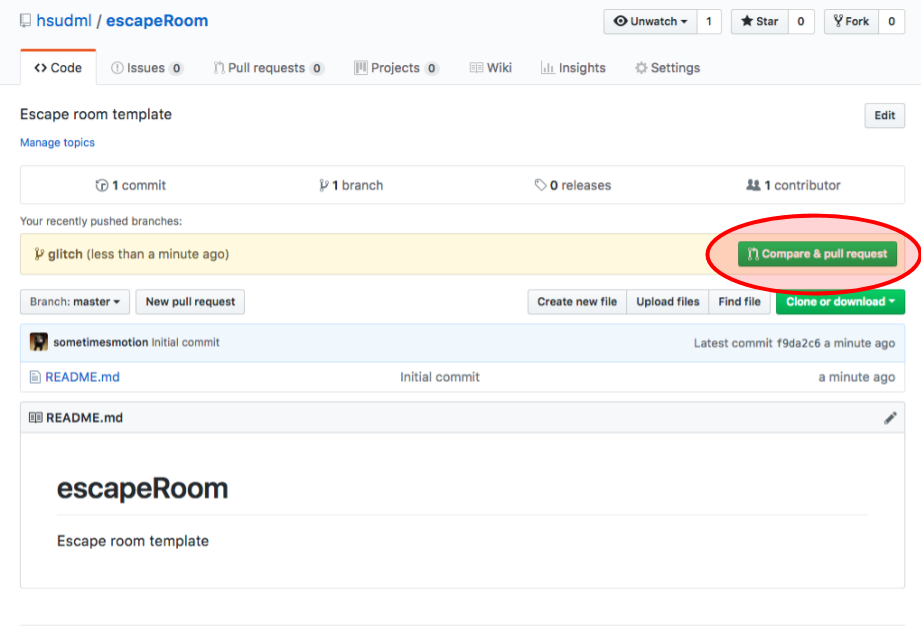 hsudml / escapeRoom
Unwatch 1 Star 0 Fork 0
Code Issues 0 Pull requests 0 Projects 0 Wiki Insights Settings
Escape room template Edit
Manage topics
1 commit 1 branch 0 releases 1 contributor
Your recently pushed branches:
glitch (less than a minute ago) Compare & pull request
Branch: master New pull request Create new file Upload files Find file Clone or download
sometimesmotion Initial commit Latest commit f9da2c6 a minute ago
README.md Initial commit a minute ago
README.md
escapeRoom
Escape room template